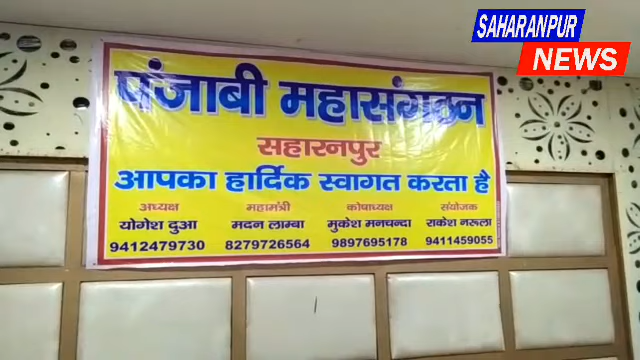 SAHARANPUR
NEWS
पंजाबी महासंगठन
सहारनपुर
आपका हार्दिक स्वागत करता है
अध्यक्ष महामंत्री कोषाध्यक्ष संयोजक
योगेश दुआ मदन लाम्बा मुकेश मनचन्दा राकेश नरूला
9412479730 8279726564 9897695178 9411459055